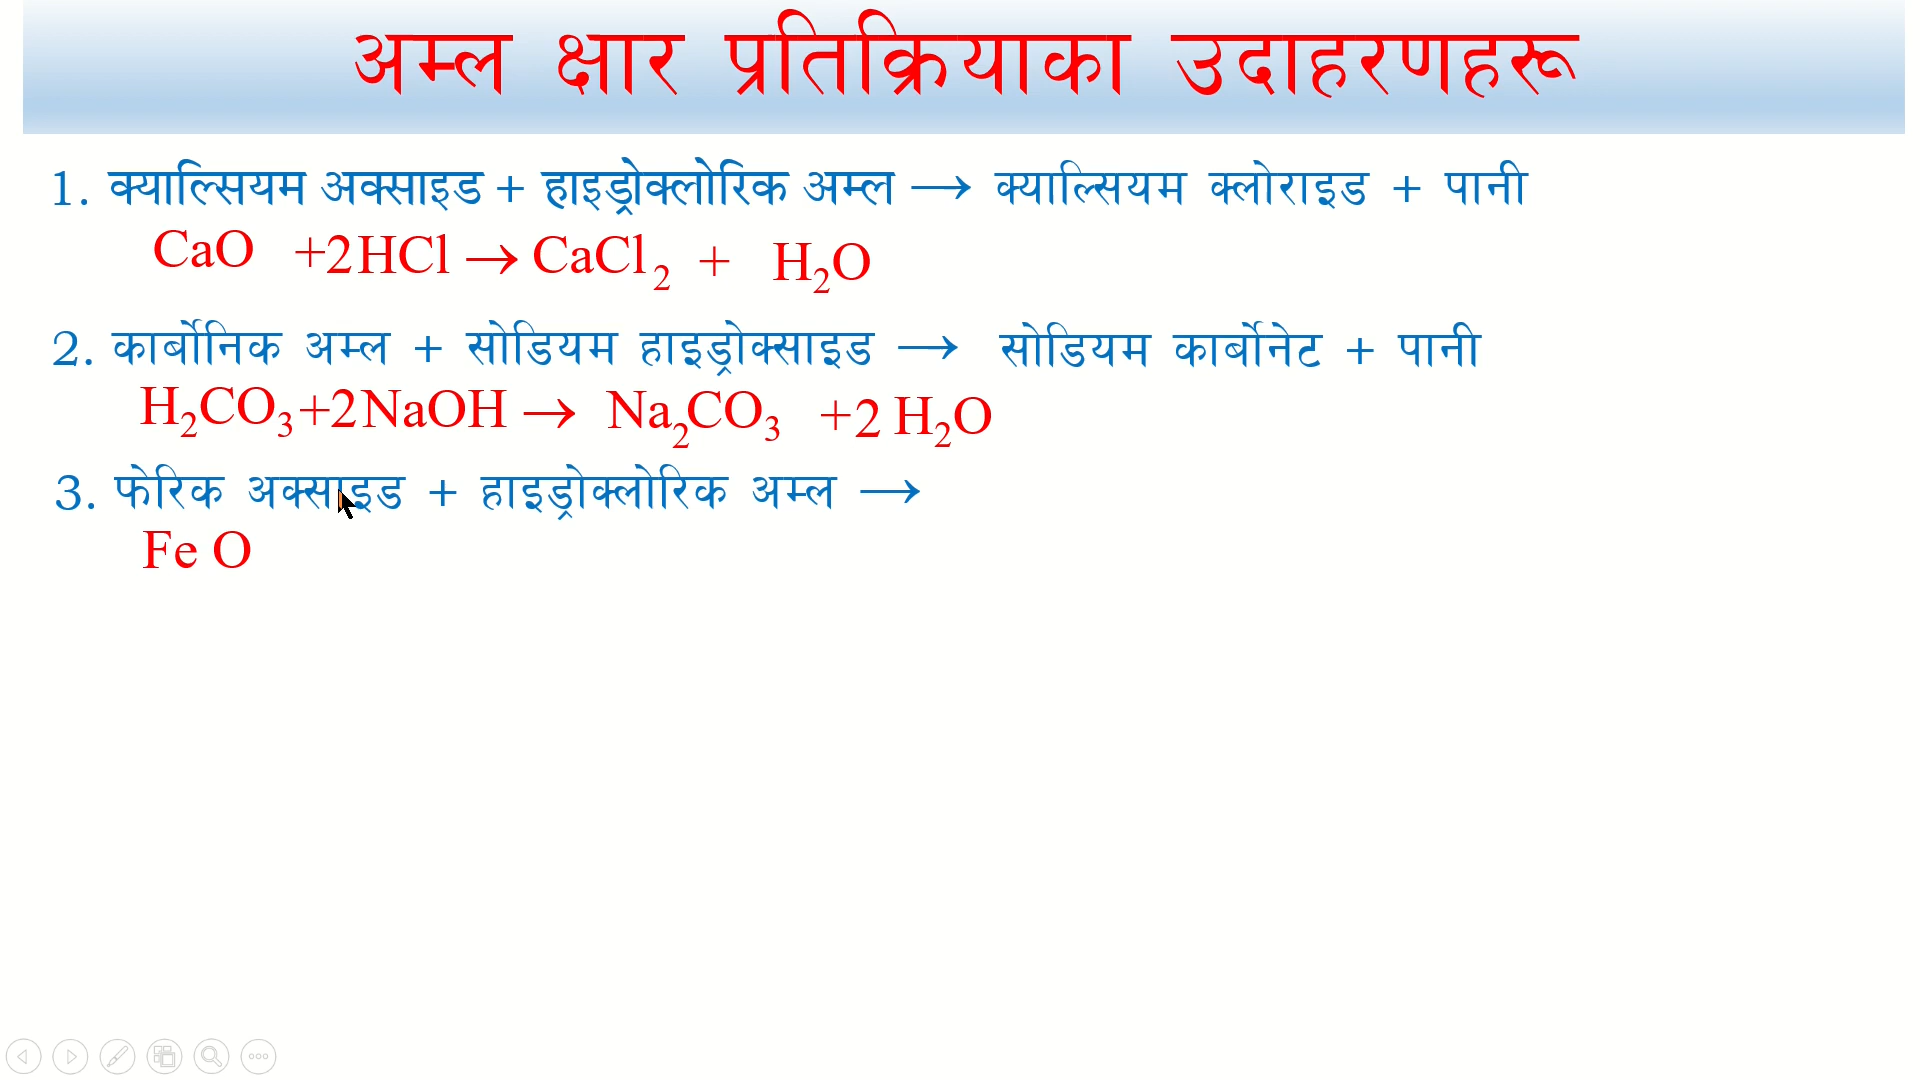 अम्ल क्षार प्रतिक्रियाका उदाहरणहरू
1. क्याल्सियम अक्साइड + हाइड्रोक्लोरिक अम्ल → क्याल्सियम क्लोराइड + पानी
CaO +2HCl → CaCl₂ + H₂O
2. कार्बोनिक अम्ल + सोडियम हाइड्रोक्साइड → सोडियम कार्बोनेट + पानी
H₂CO₃+2NaOH → Na₂CO₃ +2 H₂O
3. फेरिक अक्साइड + हाइड्रोक्लोरिक अम्ल →
Fe O